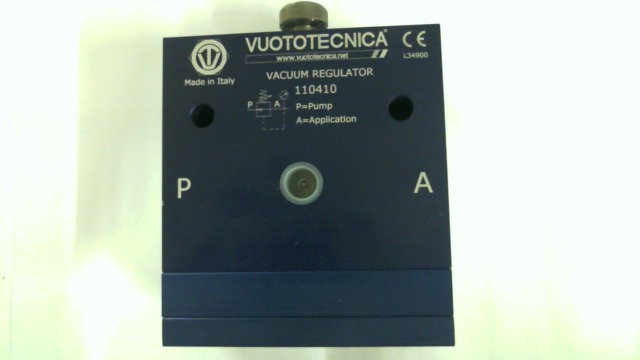 VUOTOTECNICA®
www.vuototecnica.net
CE
L34900
Made in Italy
VACUUM REGULATOR
110410
P A
P=Pump
A=Application
P A